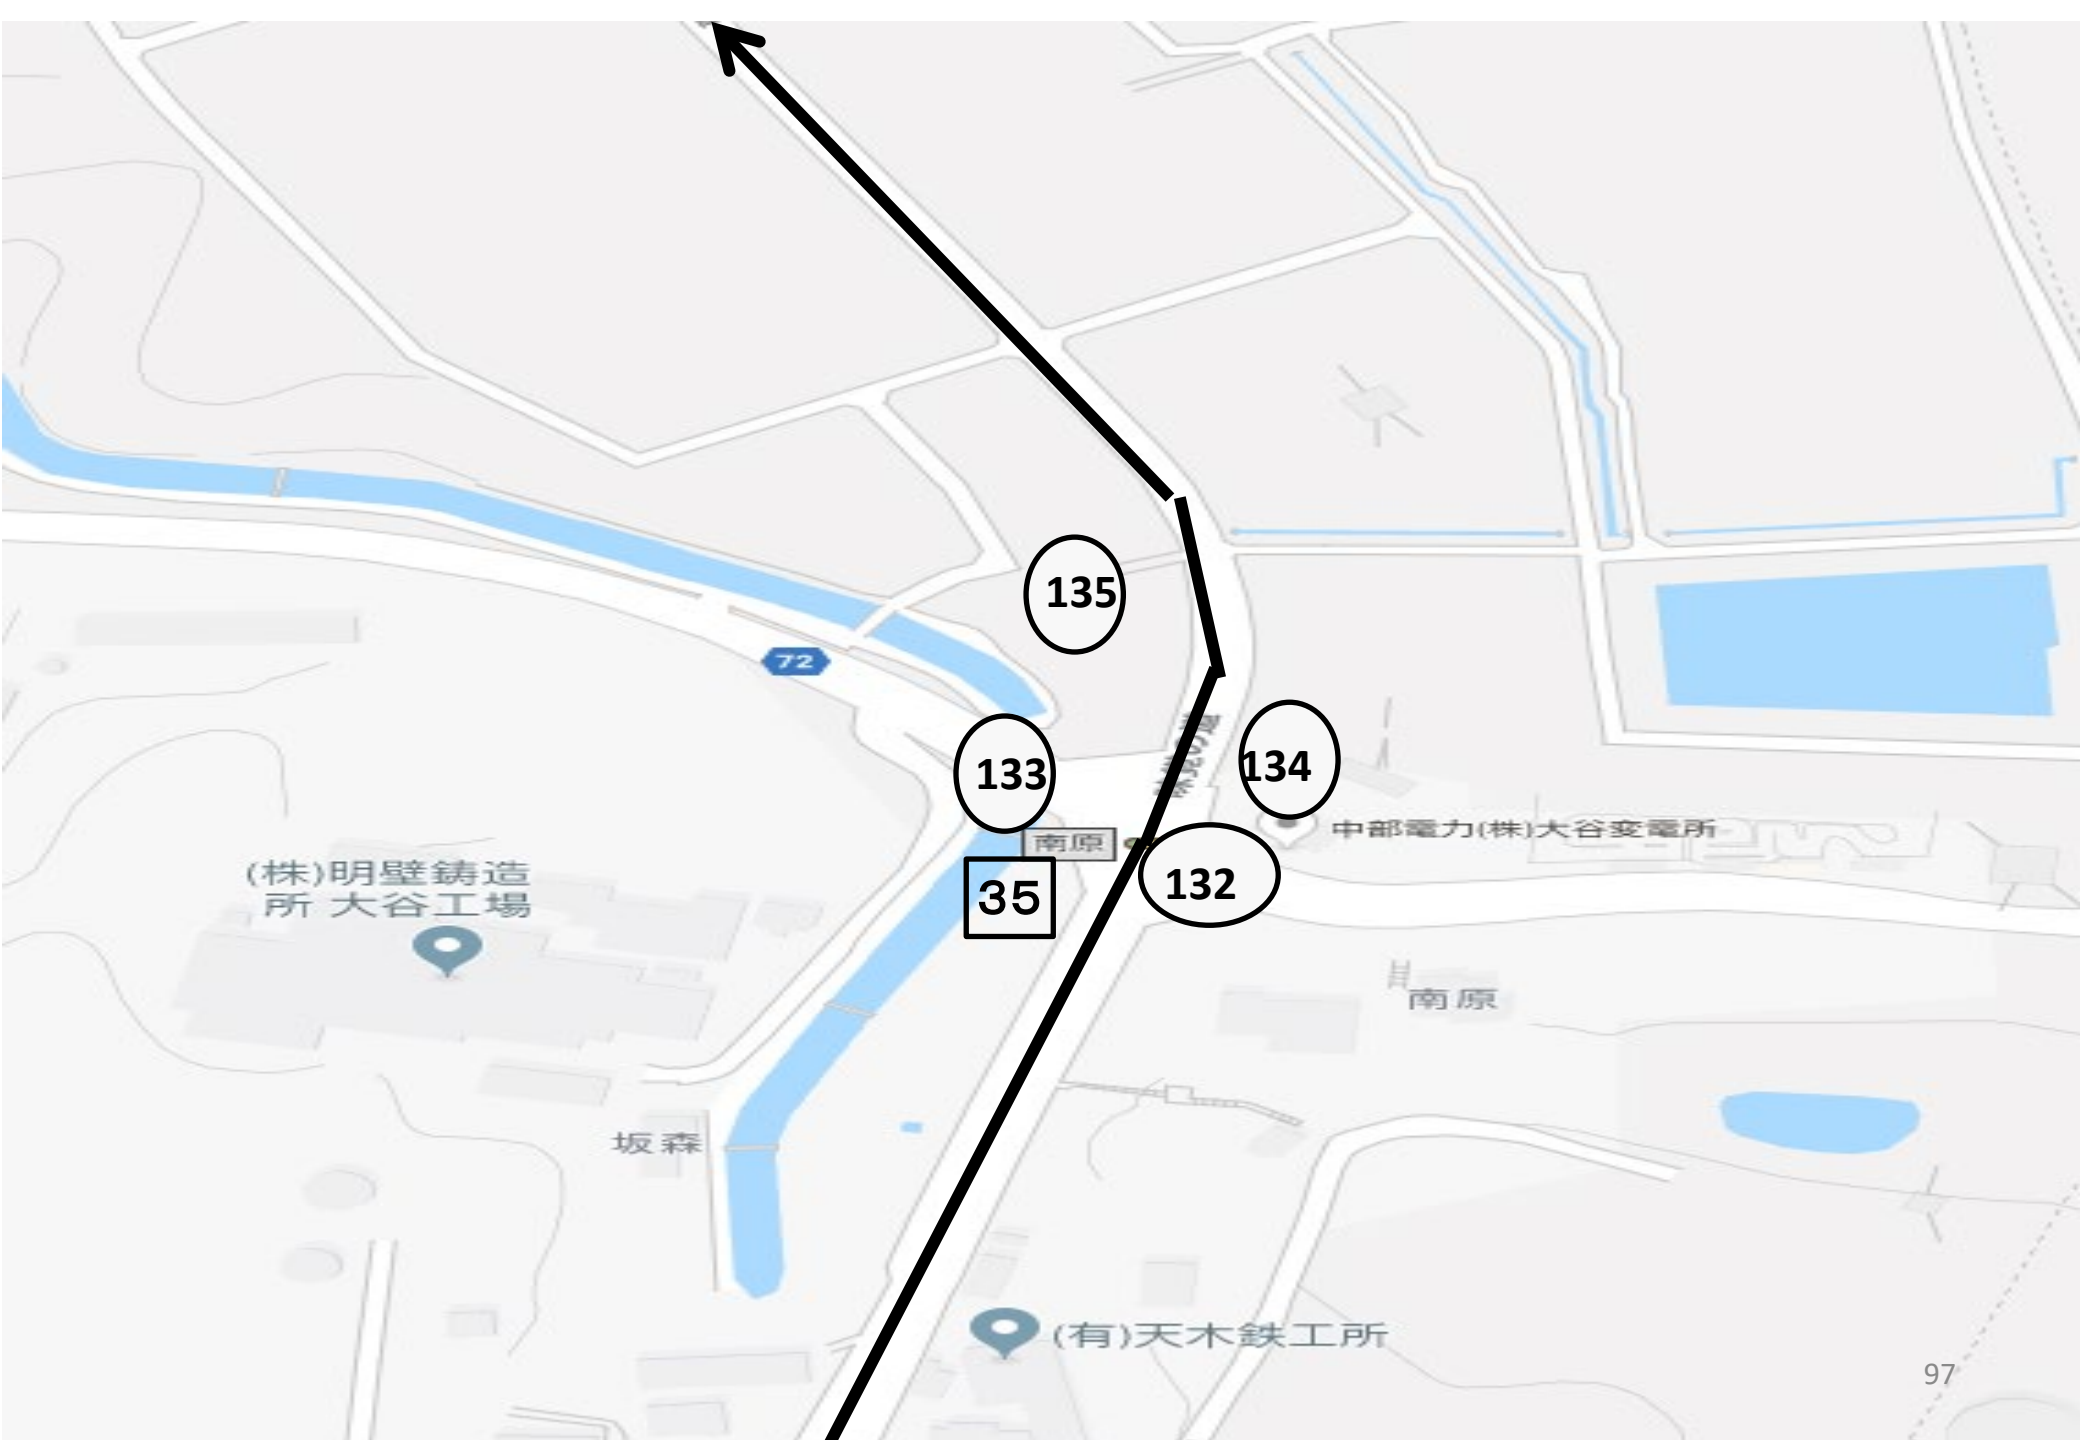 135
72
133
134
南原
中部電力(株)大谷変電所
35
132
(株)明壁鋳造
所 大谷工場
南原
坂森
(有)天木鉄工所
97